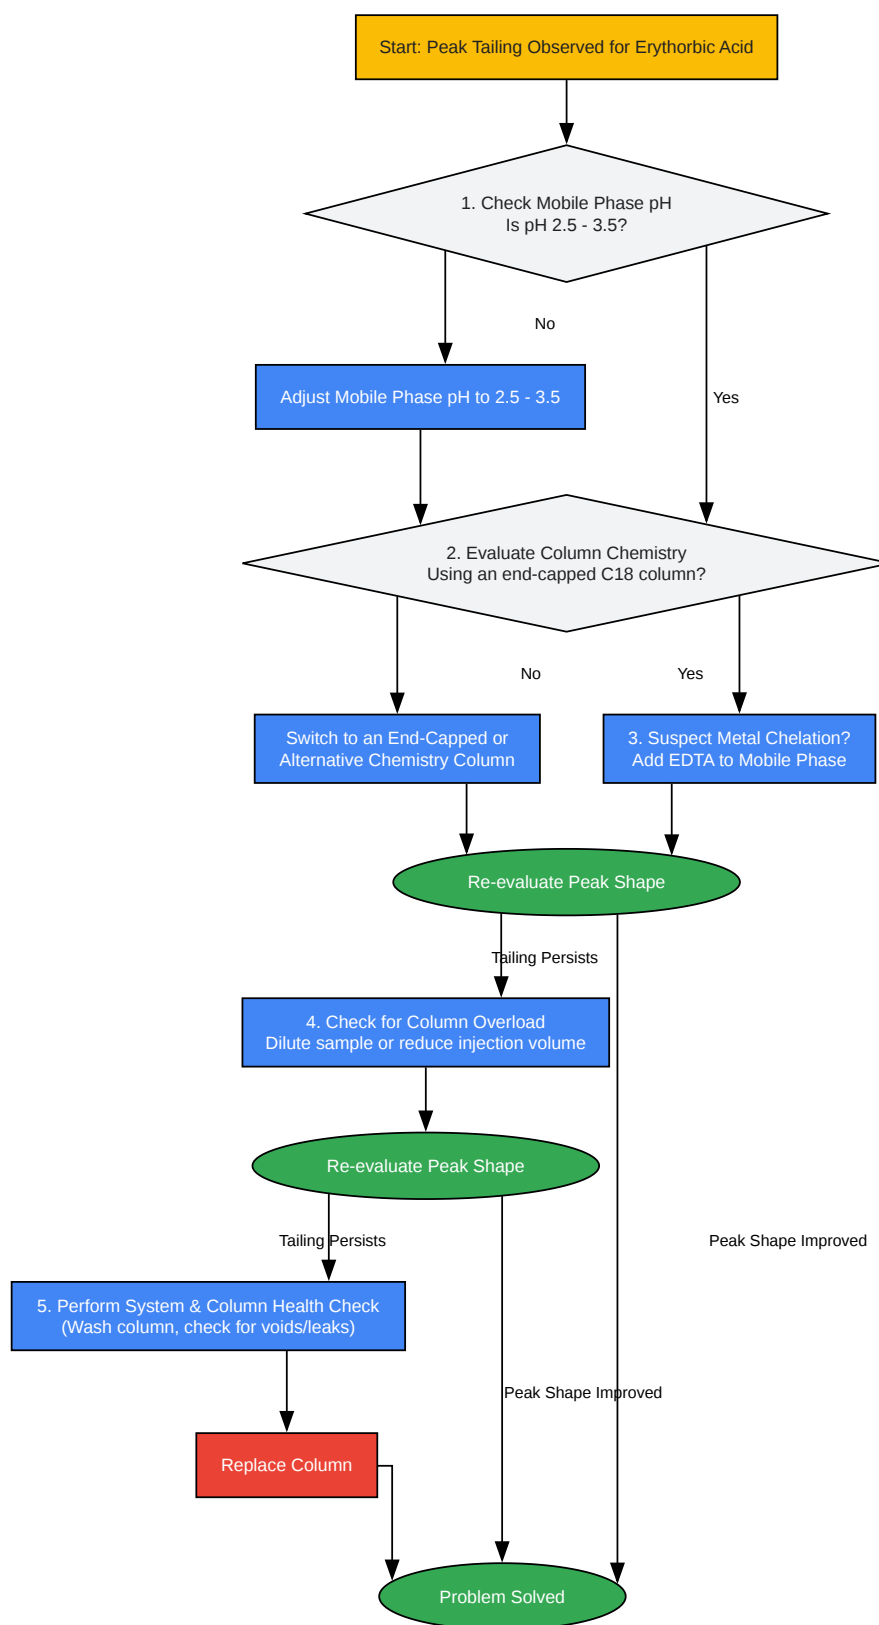 Start: Peak Tailing Observed for Erythorbic Acid
1. Check Mobile Phase pH
Is pH 2.5 - 3.5?
No
Adjust Mobile Phase pH to 2.5 - 3.5
Yes
2. Evaluate Column Chemistry
Using an end-capped C18 column?
No
Yes
Switch to an End-Capped or
Alternative Chemistry Column
3. Suspect Metal Chelation?
Add EDTA to Mobile Phase
Re-evaluate Peak Shape
Tailing Persists
4. Check for Column Overload
Dilute sample or reduce injection volume
Re-evaluate Peak Shape
Tailing Persists
Peak Shape Improved
5. Perform System & Column Health Check
(Wash column, check for voids/leaks)
Peak Shape Improved
Replace Column
Problem Solved